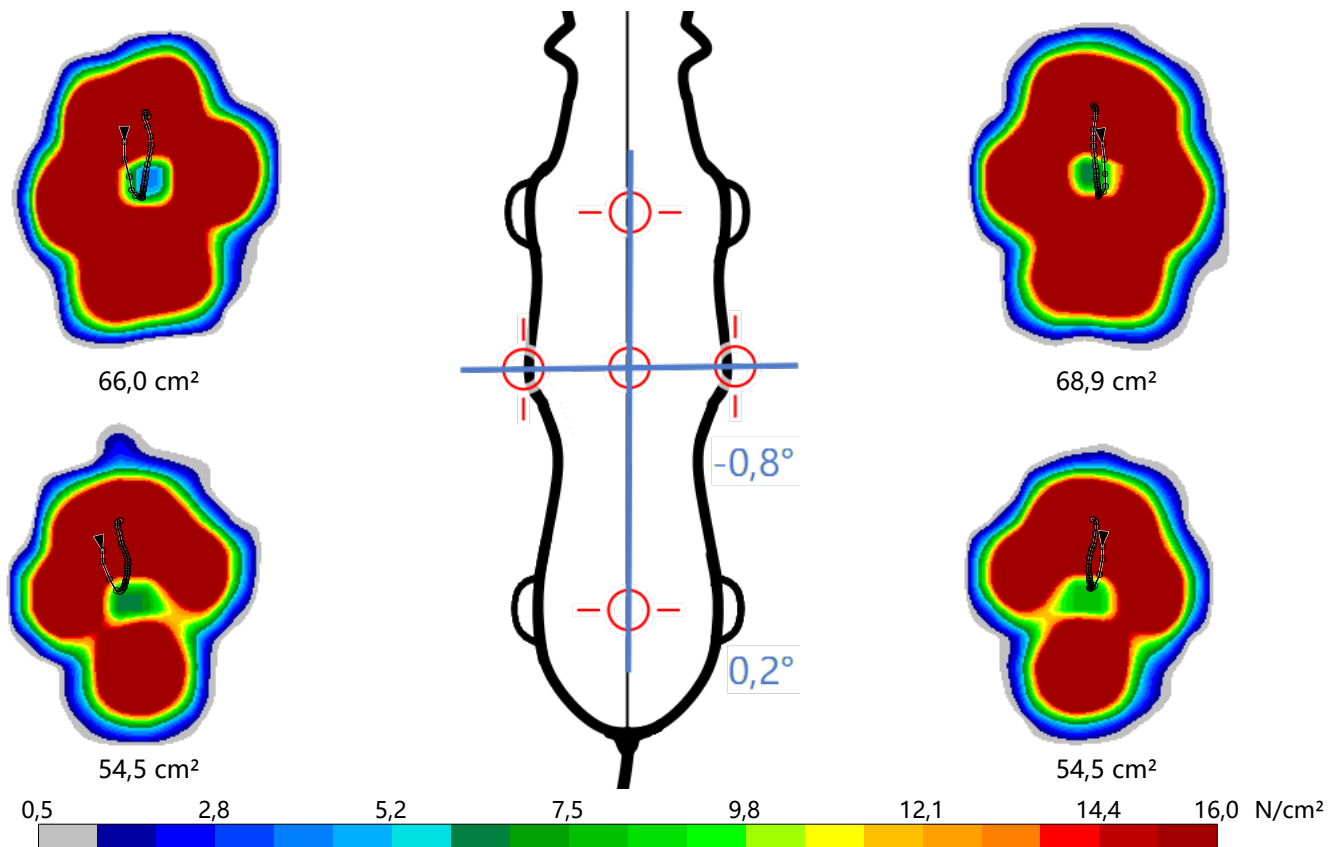 66,0 cm²
68,9 cm²
-0,8°
0,2°
54,5 cm²
54,5 cm²
0,5 2,8 5,2 7,5 9,8 12,1 14,4 16,0 N/cm²